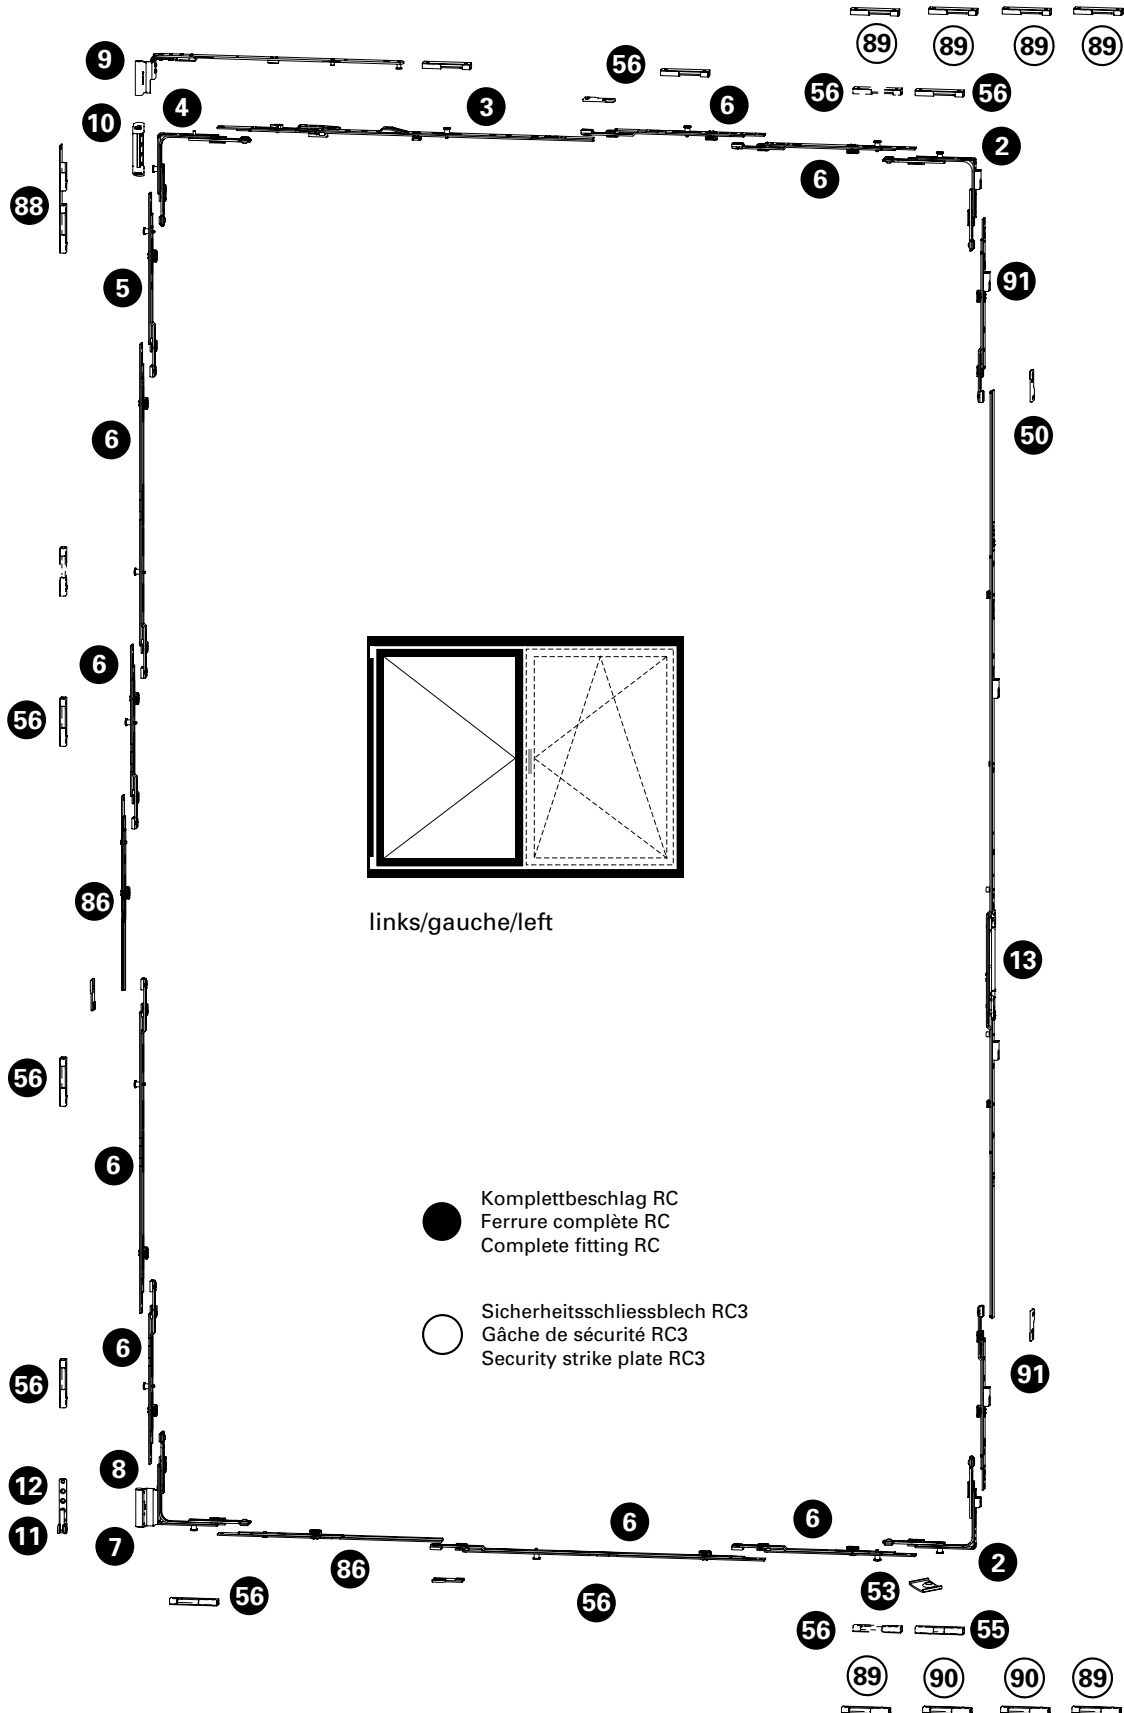 89 89 89 89
9 56
56 56
4 3 6
10 2
6
88
5 91
6 50
6
56
86 links/gauche/left
13
56
6
Komplettbeschlag RC
Ferrure complète RC
Complete fitting RC
Sicherheitsschliessblech RC3
Gâche de sécurité RC3
Security strike plate RC3
6 91
56
8
12
11 7 6 6
86 2
56 56 53
56 55
89 90 90 89